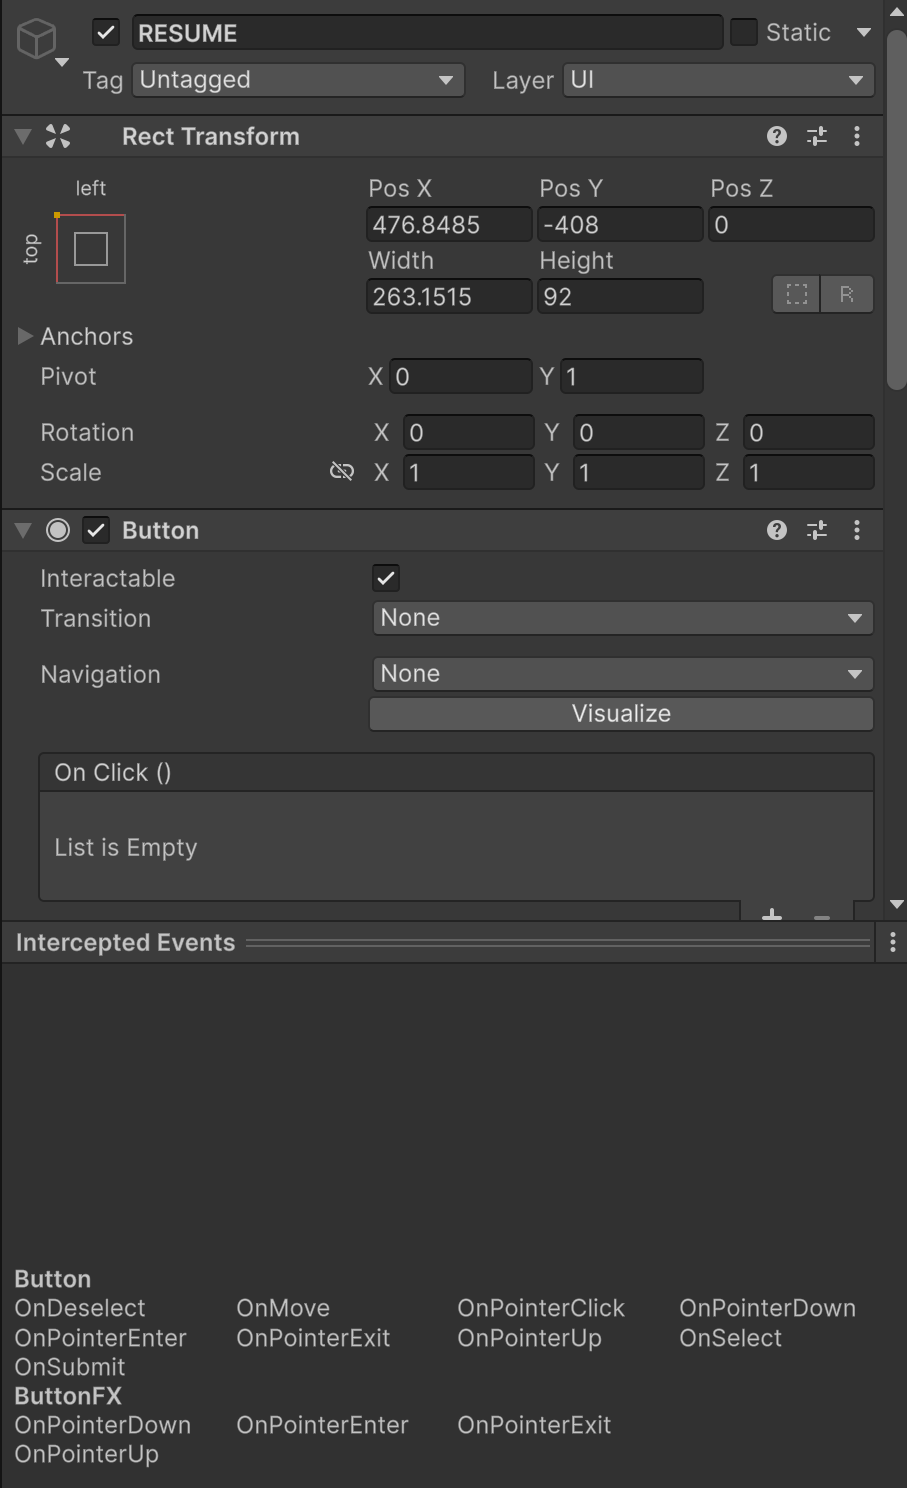 RESUME Static
Tag Untagged Layer UI
Rect Transform
left
top
Pos X Pos Y Pos Z
476.8485 -408 0
Width Height
263.1515 92
R
Anchors
Pivot X 0 Y 1
Rotation X 0 Y 0 Z 0
Scale X 1 Y 1 Z 1
Button
Interactable
Transition None
Navigation None
Visualize
On Click ()
List is Empty
Intercepted Events
Button
OnDeselect OnMove OnPointerClick OnPointerDown
OnPointerEnter OnPointerExit OnPointerUp OnSelect
OnSubmit
ButtonFX
OnPointerDown OnPointerEnter OnPointerExit
OnPointerUp